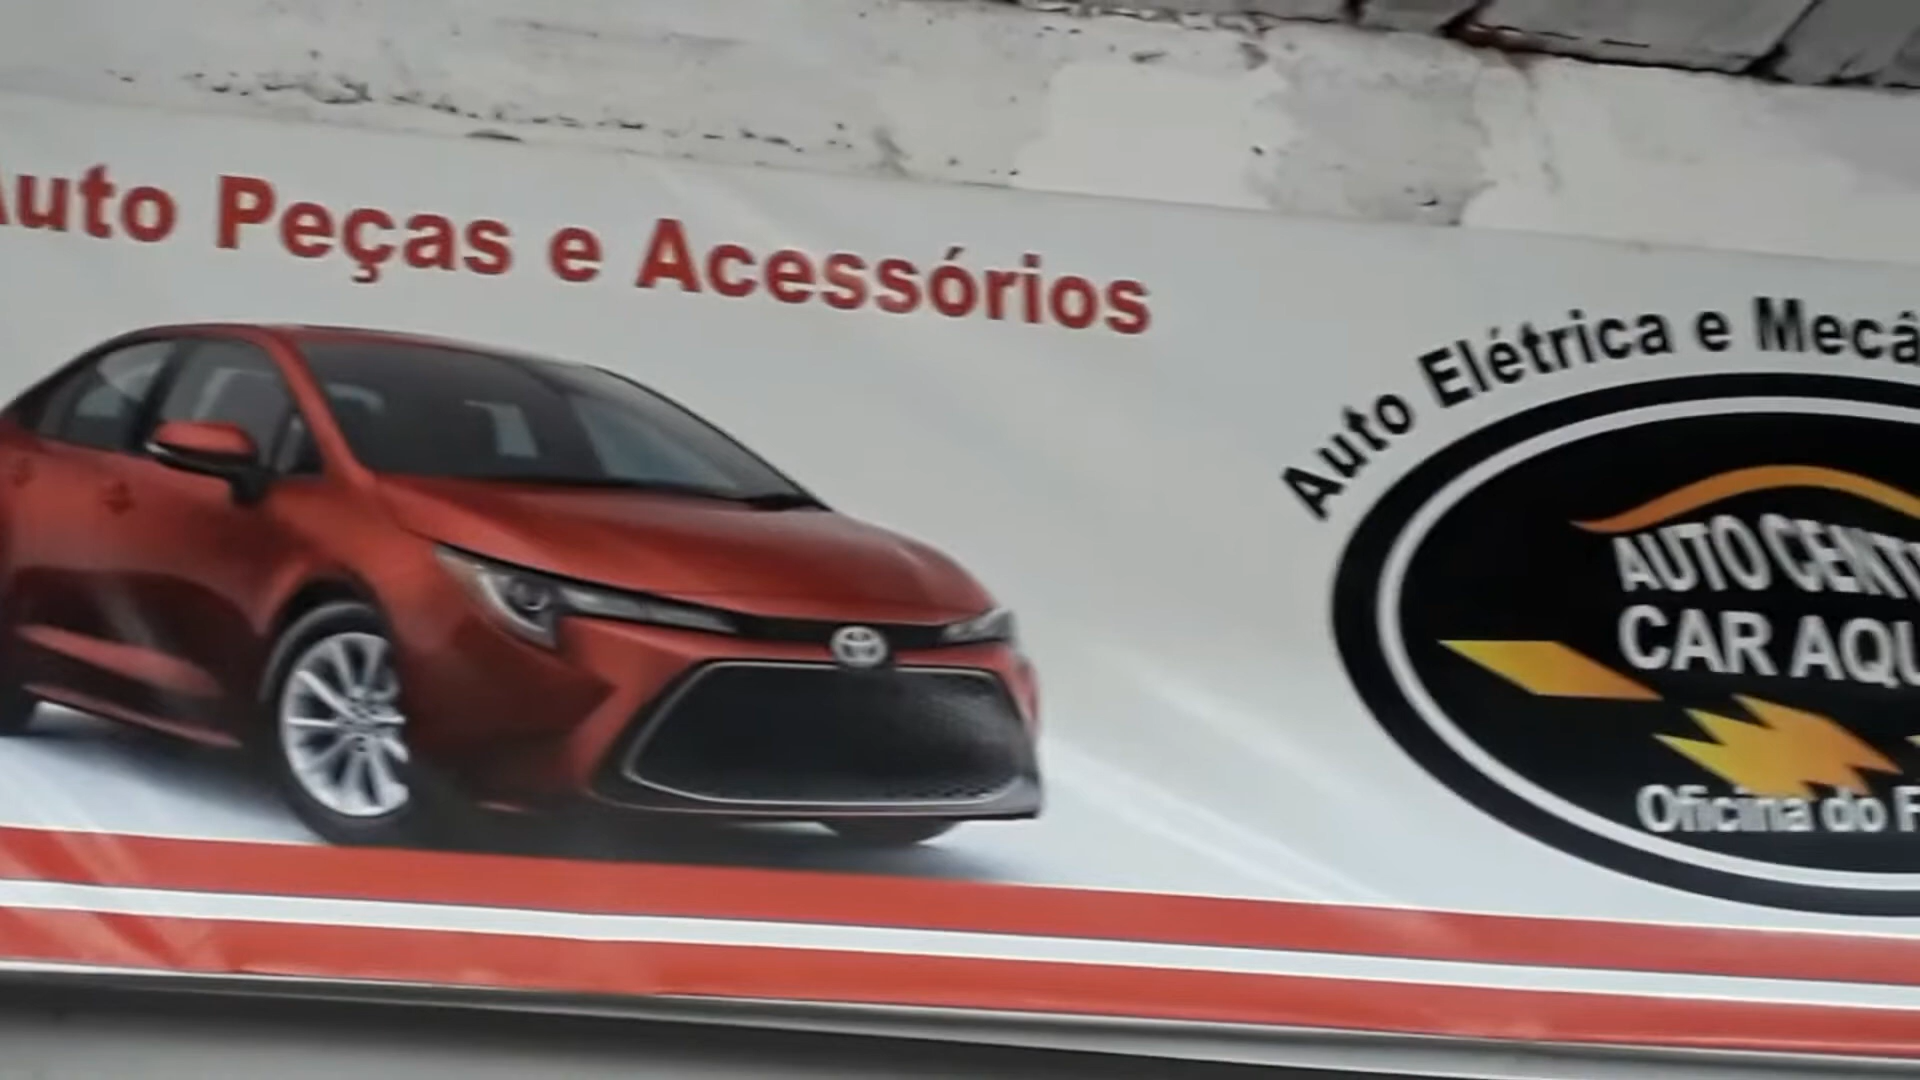 Auto Peças e Acessórios
Auto Elétrica e Mecâ
AUTO CENT
CAR AQU
Oficina do F